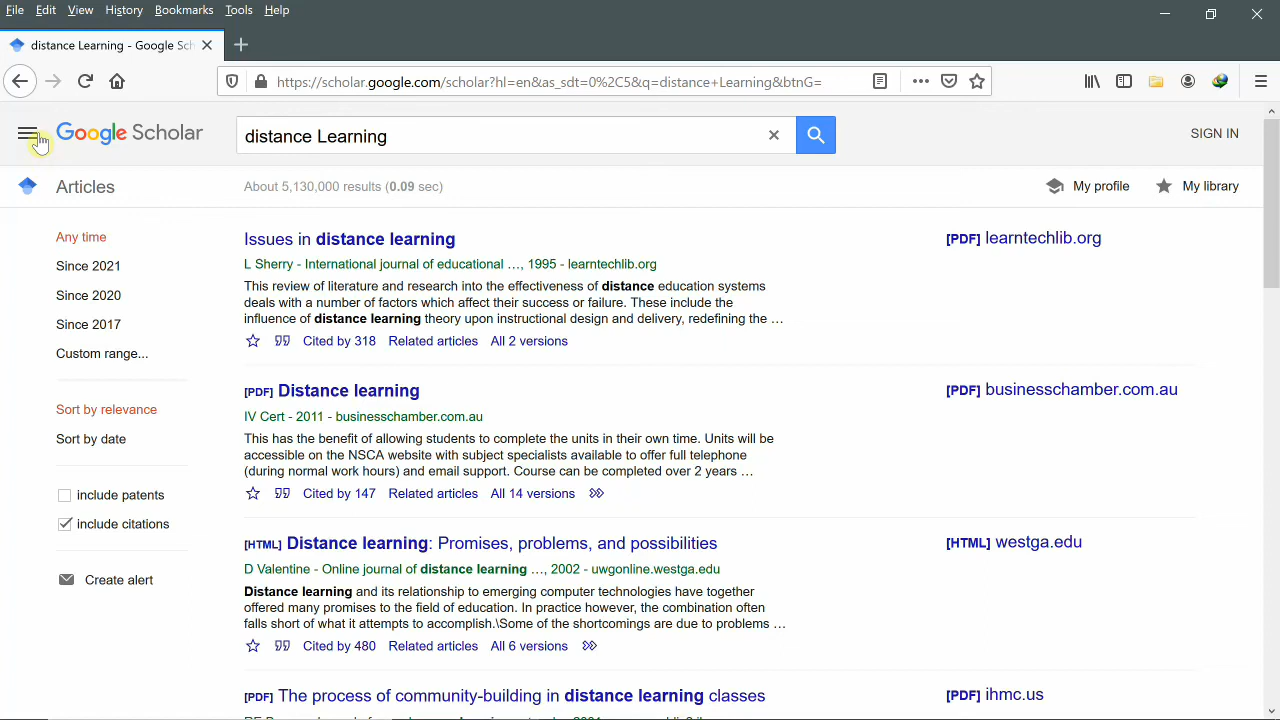 File Edit View History Bookmarks Tools Help
distance Learning - Google Sch
https://scholar.google.com/scholar?hl=en&as_sdt=0%2C5&q=distance+Learning&btnG=
Google Scholar
distance Learning
SIGN IN
Articles
About 5,130,000 results (0.09 sec)
My profile
My library
Any time
Since 2021
Since 2020
Since 2017
Custom range...
Sort by relevance
Sort by date
include patents
include citations
Create alert
Issues in distance learning
[PDF] learntechlib.org
L Sherry - International journal of educational …, 1995 - learntechlib.org
This review of literature and research into the effectiveness of distance education systems
deals with a number of factors which affect their success or failure. These include the
influence of distance learning theory upon instructional design and delivery, redefining the …
Cited by 318 Related articles All 2 versions
[PDF] Distance learning
[PDF] businesschamber.com.au
IV Cert - 2011 - businesschamber.com.au
This has the benefit of allowing students to complete the units in their own time. Units will be
accessible on the NSCA website with subject specialists available to offer full telephone
(during normal work hours) and email support. Course can be completed over 2 years …
Cited by 147 Related articles All 14 versions
[HTML] Distance learning: Promises, problems, and possibilities
[HTML] westga.edu
D Valentine - Online journal of distance learning …, 2002 - uwgonline.westga.edu
Distance learning and its relationship to emerging computer technologies have together
offered many promises to the field of education. In practice however, the combination often
falls short of what it attempts to accomplish.\Some of the shortcomings are due to problems …
Cited by 480 Related articles All 6 versions
[PDF] The process of community-building in distance learning classes
[PDF] ihmc.us